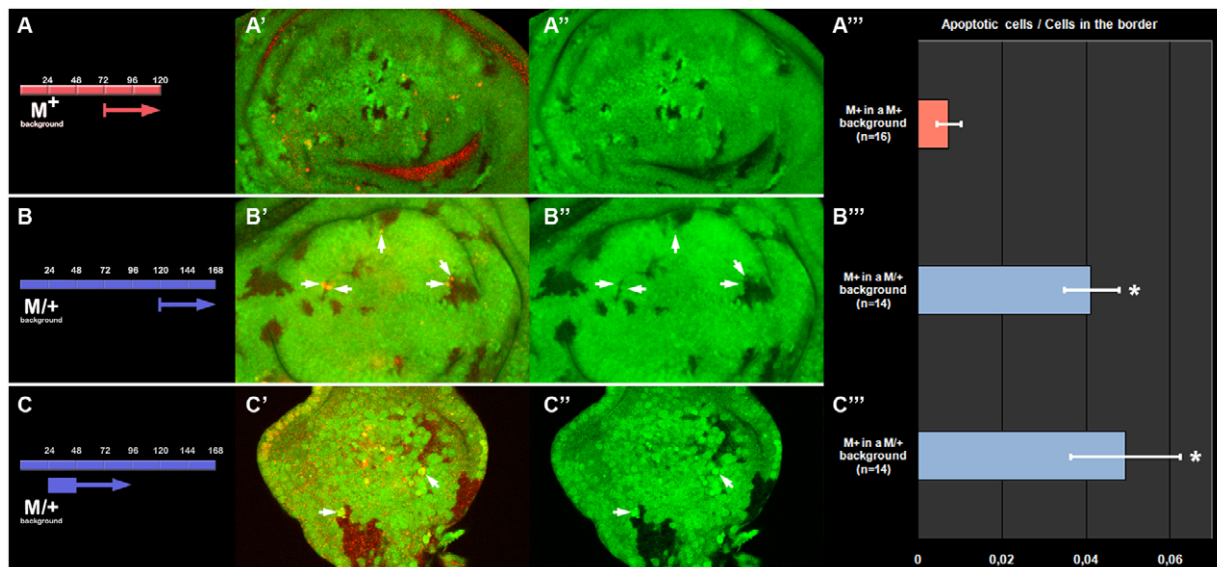 A
24 48 72 96 120
M+
background
A’
A’’
A’’’
Apoptotic cells / Cells in the border
M+ in a M+
background
(n=16)
B
24 48 72 96 120 144 168
M/+
background
B’
B’’
B’’’
M+ in a M/+
background
(n=14)
*
C
24 48 72 96 120 144 168
M/+
background
C’
C’’
C’’’
M+ in a M/+
background
(n=14)
*
0 0,02 0,04 0,06